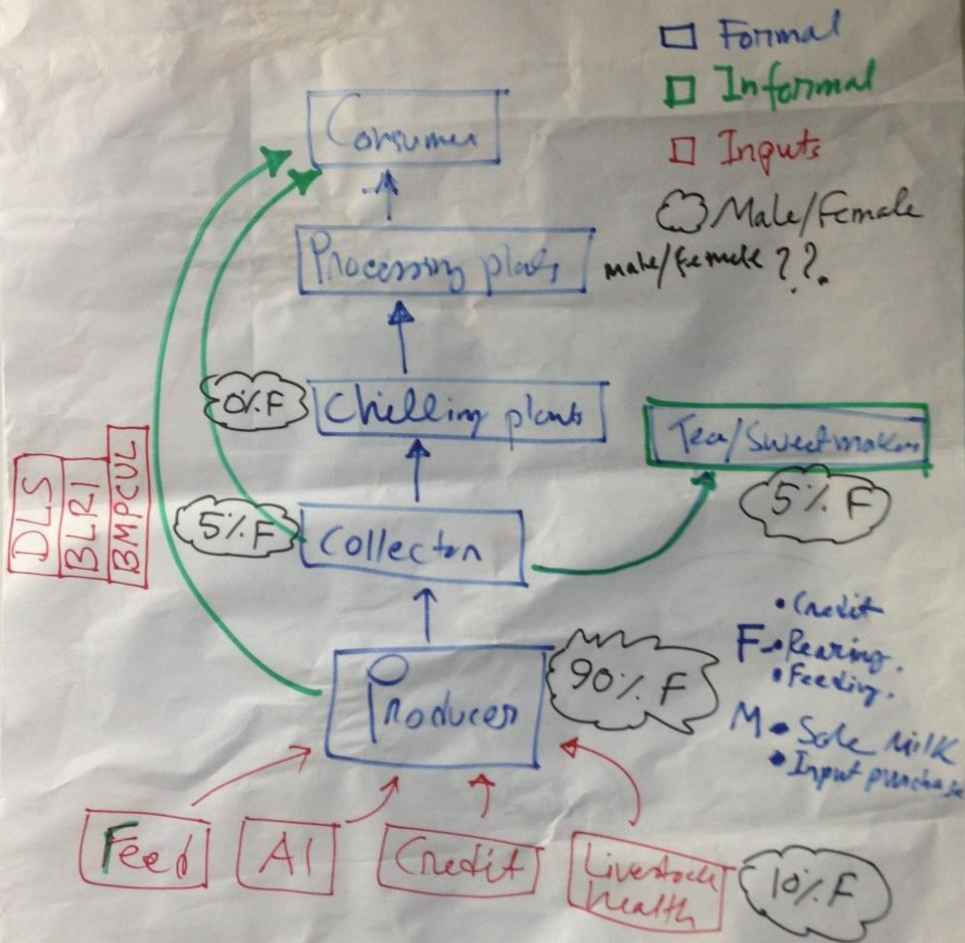 Formal
Informal
Inputs
Male/Female
Consumer
Processing plants
male/female ??.
0%F
Chilling plants
Tea/Sweetmakers
5% F
5%F
Collector
DLS
BLRI
BMPCUL
• Credit
F • Rearing.
• Feeding.
90% F
Producer
M • Sale Milk
• Input purchase
Feed
AI
Credit
Livestock
health
10% F